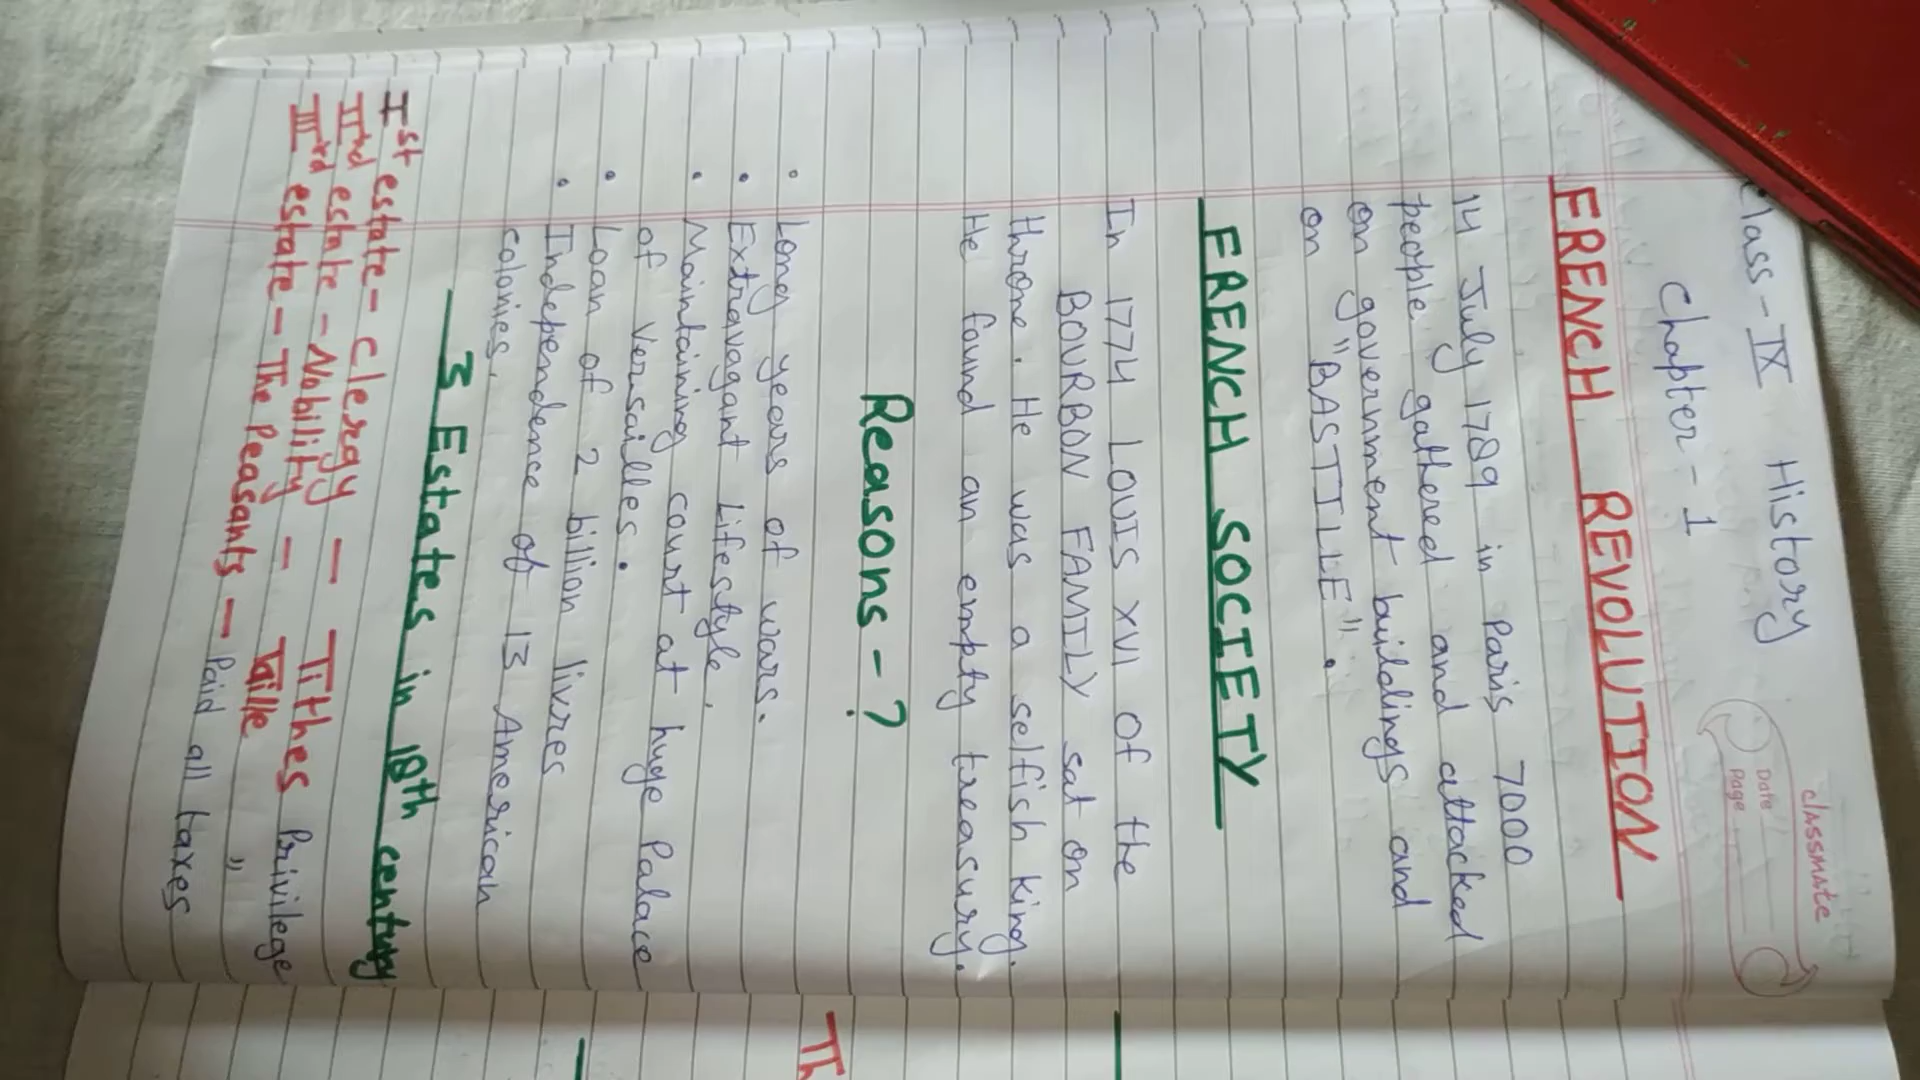 classmate
Date
Page
Class-IX History
Chapter-1
FRENCH REVOLUTION
14 July 1789 in Paris 7000
people gathered and attacked
on government buildings and
on "BASTILLE".
FRENCH SOCIETY
In 1774 LOUIS XVI of the
BOURBON FAMILY sat on
throne. He was a selfish king.
He found an empty treasury.
Reasons-?
• Long years of wars.
• Extravagant Lifestyle.
• Maintaining court at huge Palace
of Versailles.
• Loan of 2 billion livres
• Independence of 13 American
colonies.
3 Estates in 18th century
Ist estate - Clergy - Tithes Privilege
IInd estate - Nobility - Taille "
IIIrd estate - The Peasants - Paid all taxes
Th